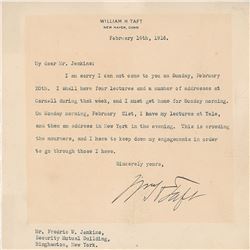 WILLIAM H. TAFT
NEW HAVEN, CONN
February 16th, 1916.
My dear Mr. Jenkins:
I am sorry I can not come to you on Sunday, February
20th. I shall have four lectures and a number of addresses at
Cornell during that week, and I must get home for Sunday morning.
On Monday morning, February 21st, I have my lectures at Yale,
and then an address in New York in the evening. This is crowding
the mourners, and I have to keep down my engagements in
order to go through those I have.
Sincerely yours,
Wm H Taft
Mr. Fredric W. Jenkins,
Security Mutual Building,
Binghamton, New York.